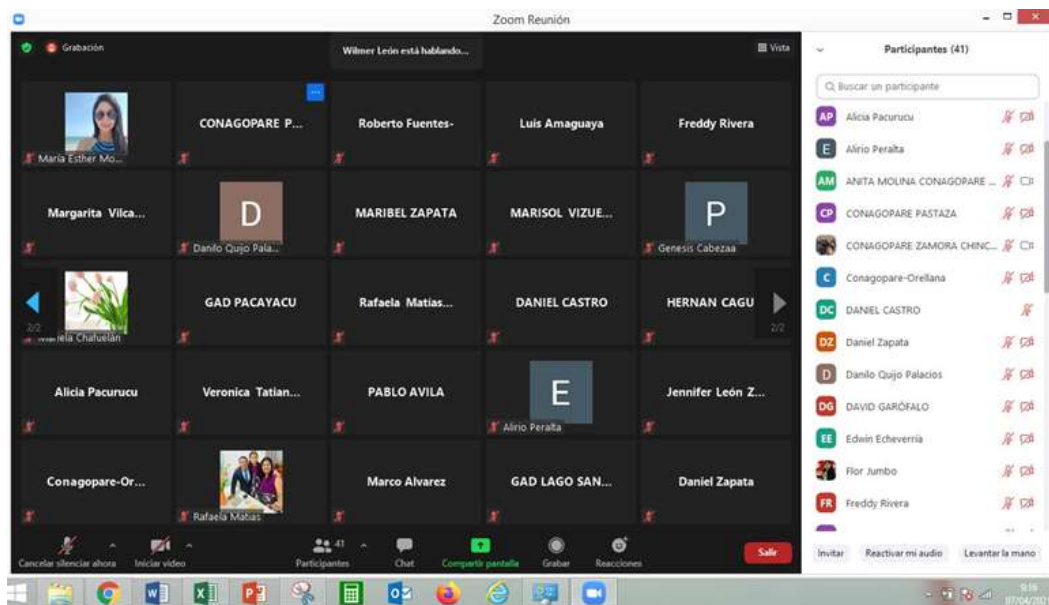 Zoom Reunión
Grabación
Wilmer León está hablando...
Vista
María Esther Mo...
CONAGOPARE P...
Roberto Fuentes-
Luis Amaguaya
Freddy Rivera
Margarita Vilca...
D
Danilo Quijo Pala...
MARIBEL ZAPATA
MARISOL VIZUE...
P
Genesis Cabezaa
2/2
Mariela Chafuelán
GAD PACAYACU
Rafaela Matias...
DANIEL CASTRO
HERNAN CAGU
2/2
Alicia Pacurucu
Veronica Tatian...
PABLO AVILA
E
Alirio Peralta
Jennifer León Z...
Conagopare-Or...
Rafaela Matias
Marco Alvarez
GAD LAGO SAN...
Daniel Zapata
Cancelar silenciar ahora
Iniciar video
41
Participantes
Chat
Compartir pantalla
Grabar
Reacciones
Salir
Participantes (41)
Buscar un participante
AP Alicia Pacurucu
E Alirio Peralta
AM ANITA MOLINA CONAGOPARE ...
CP CONAGOPARE PASTAZA
CONAGOPARE ZAMORA CHINC...
C Conagopare-Orellana
DC DANIEL CASTRO
DZ Daniel Zapata
D Danilo Quijo Palacios
DG DAVID GARÓFALO
EE Edwin Echeverría
Flor Jumbo
FR Freddy Rivera
Invitar
Reactivar mi audio
Levantar la mano
9:16